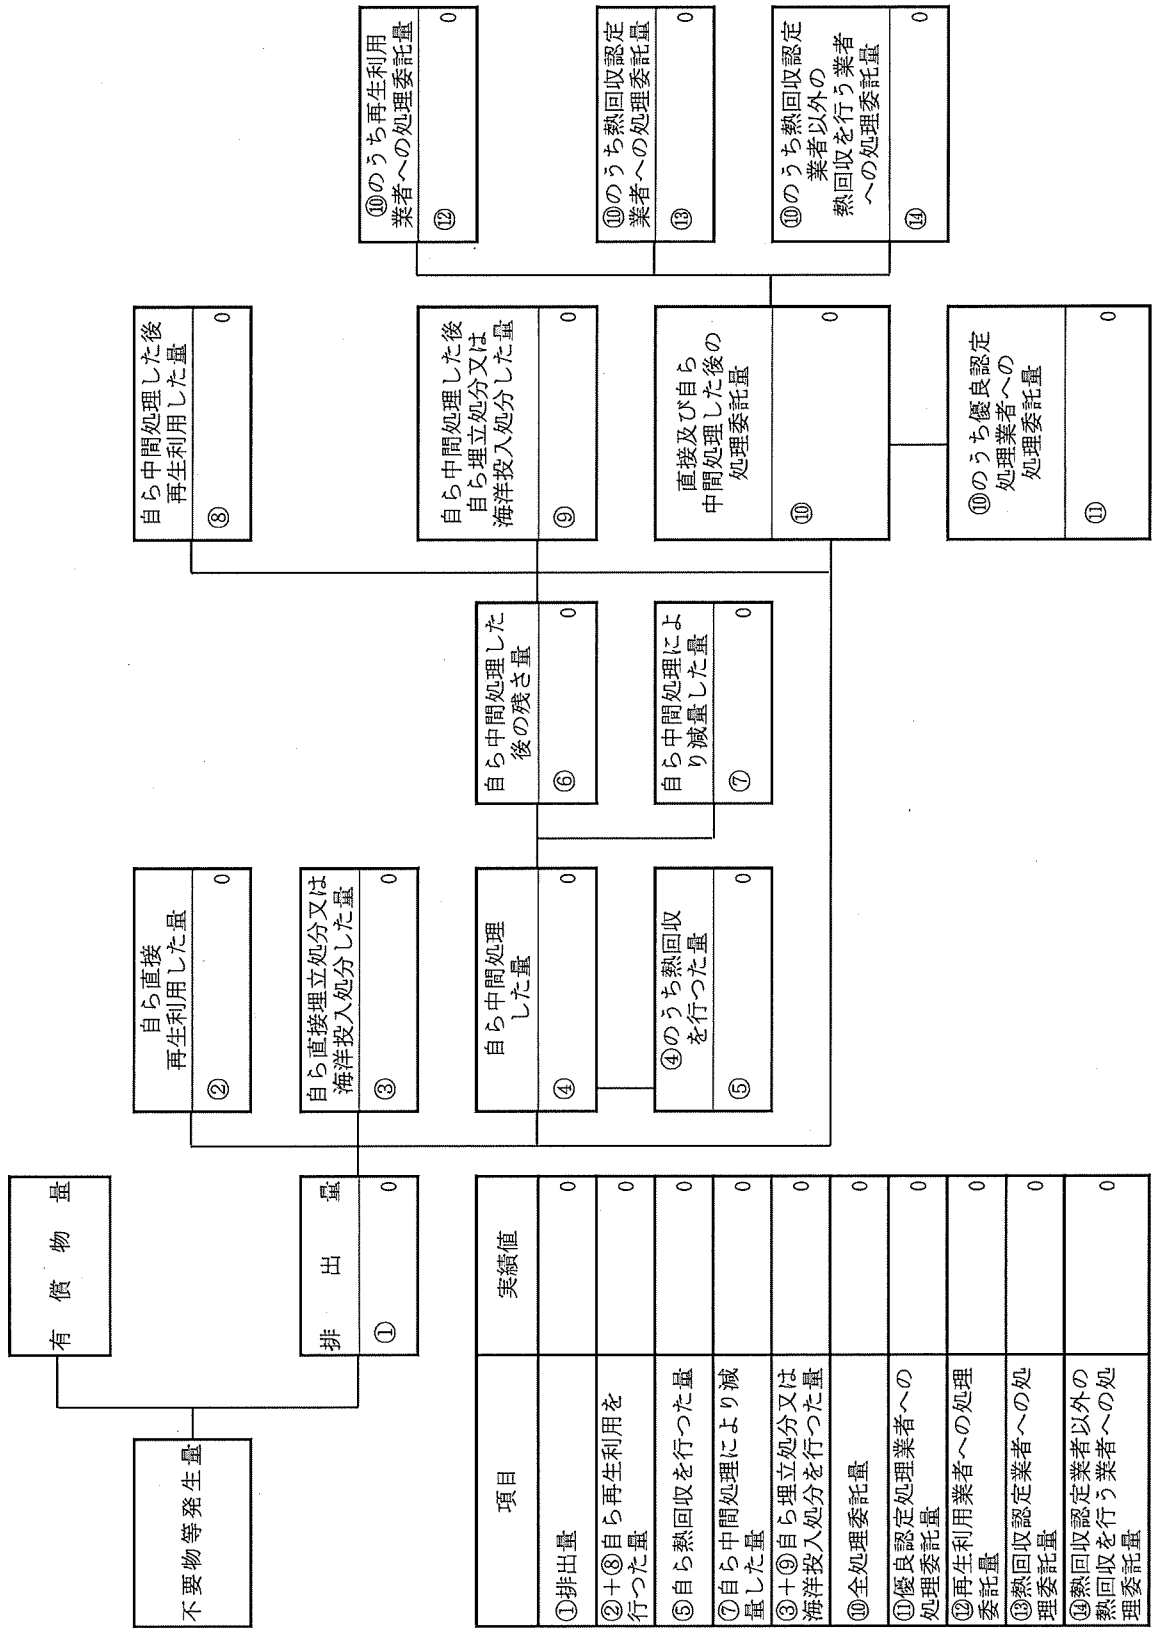 不要物等発生量
有償物量
排出量
① 0
自ら直接
再生利用した量
② 0
自ら直接埋立処分又は
海洋投入処分した量
③ 0
自ら中間処理
した量
④ 0
④のうち熱回収
を行つた量
⑤ 0
自ら中間処理した
後の残さ量
⑥ 0
自ら中間処理によ
り減量した量
⑦ 0
自ら中間処理した後
再生利用した量
⑧ 0
自ら中間処理した後
自ら埋立処分又は
海洋投入処分した量
⑨ 0
直接及び自ら
中間処理した後の
処理委託量
⑩ 0
⑩のうち優良認定
処理業者への
処理委託量
⑪ 0
⑩のうち再生利用
業者への処理委託量
⑫ 0
⑩のうち熱回収認定
業者への処理委託量
⑬ 0
⑩のうち熱回収認定
業者以外の
熱回収を行う業者
への処理委託量
⑭ 0
項目 実績値
①排出量 0
②+⑧自ら再生利用を
行つた量 0
⑤自ら熱回収を行つた量 0
⑦自ら中間処理により減
量した量 0
③+⑨自ら埋立処分又は
海洋投入処分を行つた量 0
⑩全処理委託量 0
⑪優良認定処理業者への
処理委託量 0
⑫再生利用業者への処理
委託量 0
⑬熱回収認定業者への処
理委託量 0
⑭熱回収認定業者以外の
熱回収を行う業者への処
理委託量 0